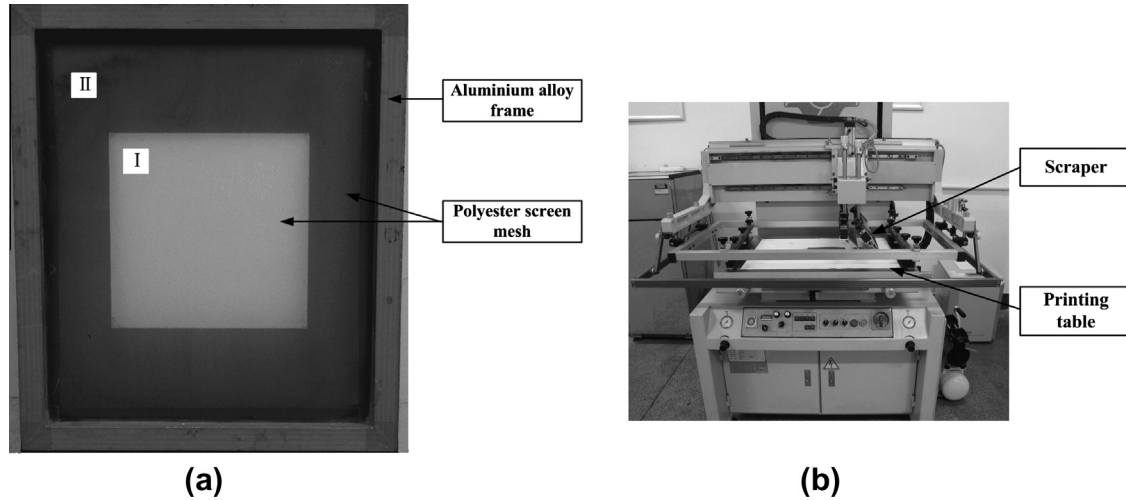 II
I
Aluminium alloy
frame
Polyester screen
mesh
(a)
Scraper
Printing
table
(b)